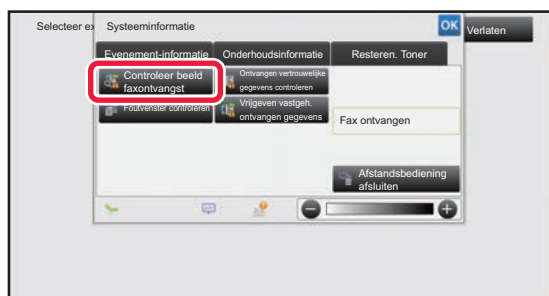 Selecteer ex
Systeeminformatie
OK
Verlaten
Evenement-informatie
Onderhoudsinformatie
Resteren. Toner
Controleer beeld
faxontvangst
Ontvangen vertrouwelijke
gegevens controleren
Foutvenster controleren
Vrijgeven vastgeh.
ontvangen gegevens
Fax ontvangen
Afstandsbediening
afsluiten